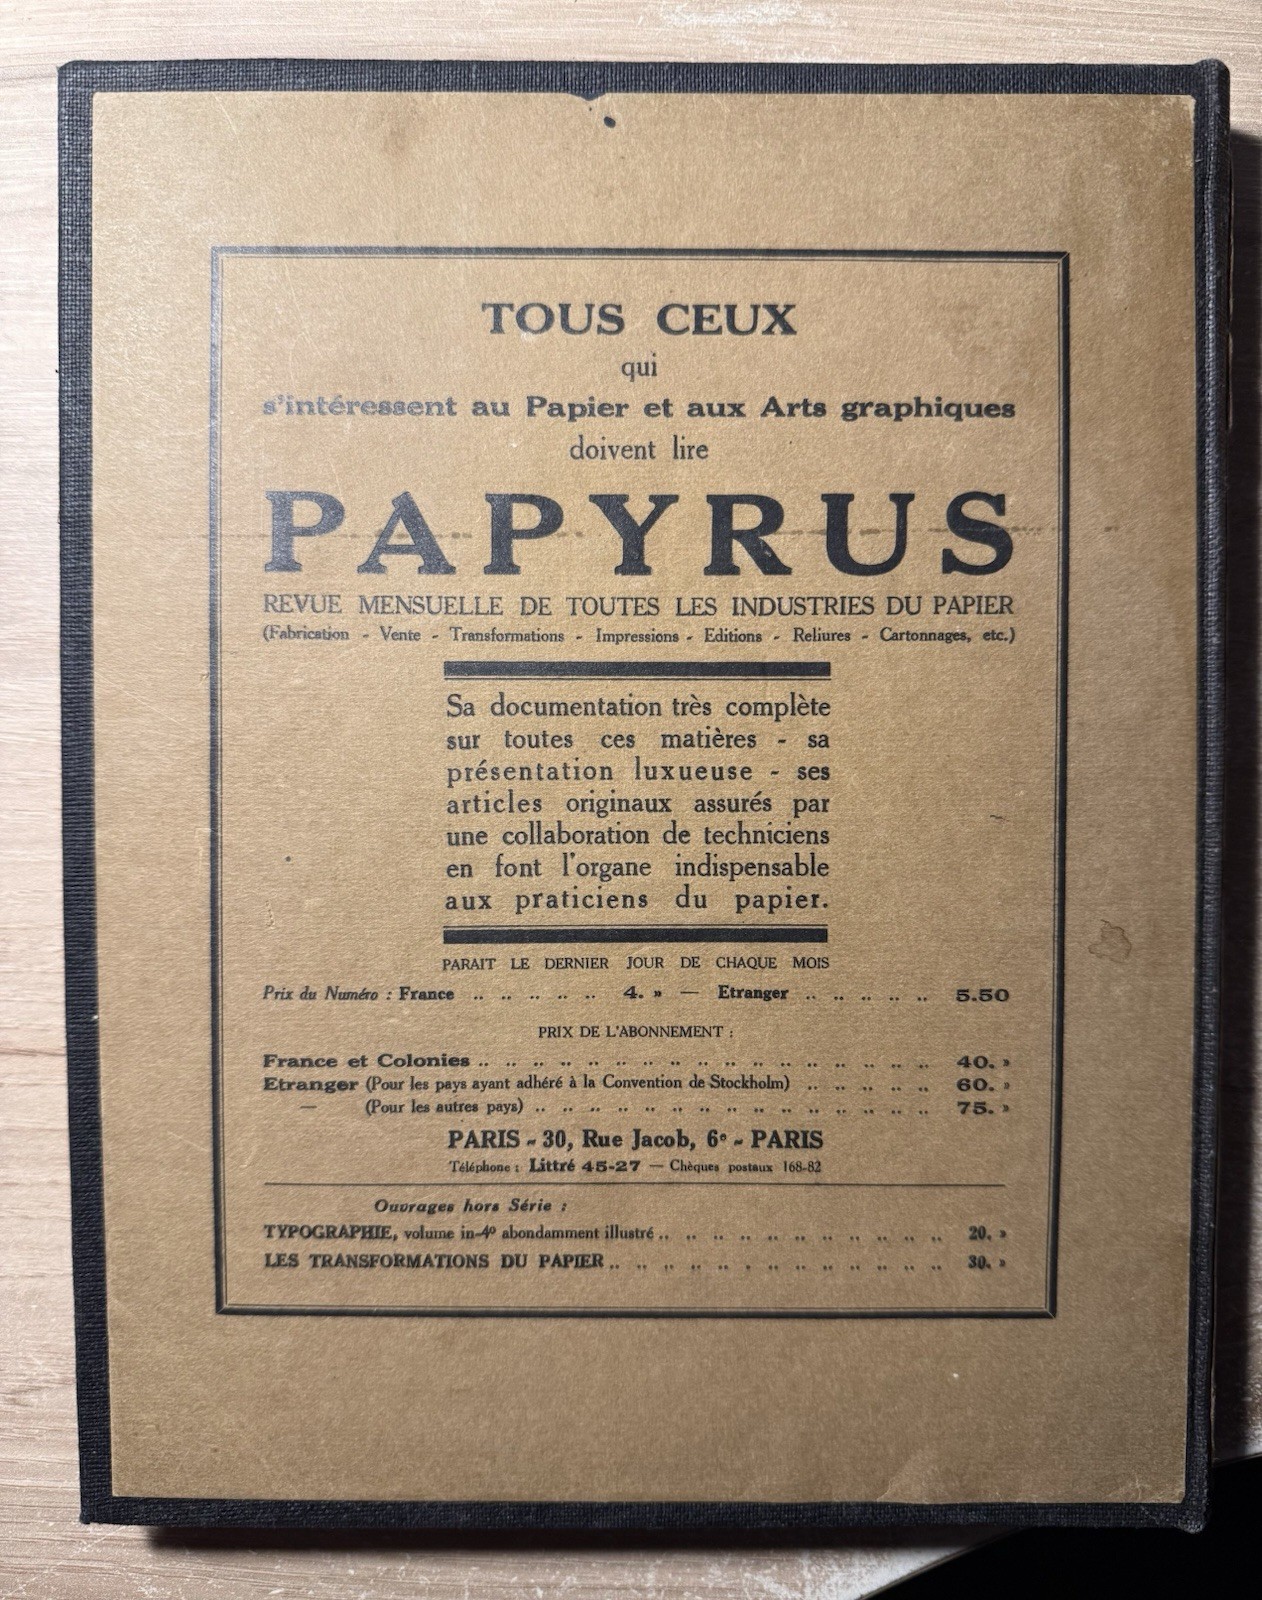 TOUS CEUX
qui
s'intéressent au Papier et aux Arts graphiques
doivent lire
PAPYRUS
REVUE MENSUELLE DE TOUTES LES INDUSTRIES DU PAPIER
(Fabrication - Vente - Transformations - Impressions - Editions - Reliures - Cartonnages, etc.)
Sa documentation très complète
sur toutes ces matières - sa
présentation luxueuse - ses
articles originaux assurés par
une collaboration de techniciens
en font l'organe indispensable
aux praticiens du papier.
PARAIT LE DERNIER JOUR DE CHAQUE MOIS
Prix du Numéro : France .. .. .. .. .. 4. » — Etranger .. .. .. .. .. 5.50
PRIX DE L'ABONNEMENT :
France et Colonies .. .. .. .. .. .. .. .. .. .. .. .. .. .. .. .. .. 40. »
Etranger (Pour les pays ayant adhéré à la Convention de Stockholm) .. .. .. .. .. 60. »
— (Pour les autres pays) .. .. .. .. .. .. .. .. .. .. .. .. .. .. .. 75. »
PARIS - 30, Rue Jacob, 6e - PARIS
Téléphone : Littré 45-27 — Chèques postaux 168-82
Ouvrages hors Série :
TYPOGRAPHIE, volume in-4º abondamment illustré .. .. .. .. .. .. .. .. .. .. .. 20. »
LES TRANSFORMATIONS DU PAPIER .. .. .. .. .. .. .. .. .. .. .. .. .. 30. »